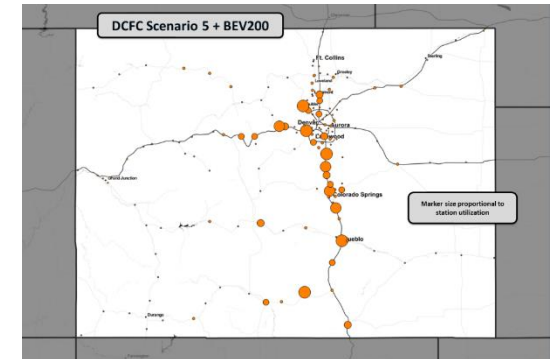 DCFC Scenario 5 + BEV200
Ft. Collins
Sterling
Greeley
Loveland
Denver
Aurora
Colorado Springs
Marker size proportional to
station utilization
Grand Junction
Pueblo
Durango